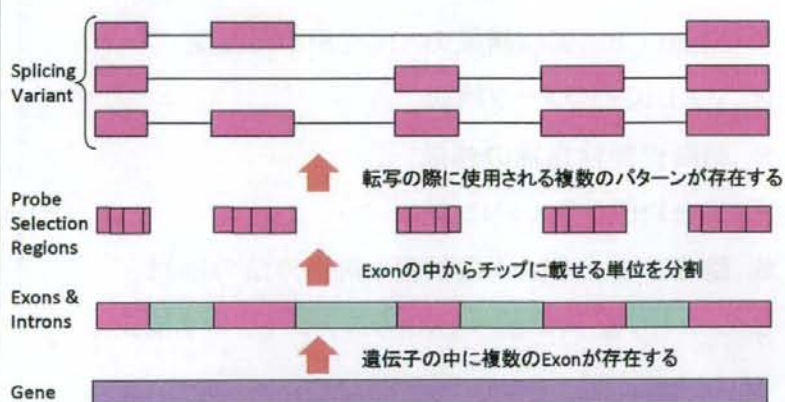 Splicing
Variant
転写の際に使用される複数のパターンが存在する
Probe
Selection
Regions
Exonの中からチップに載せる単位を分割
Exons &
Introns
遺伝子の中に複数のExonが存在する
Gene